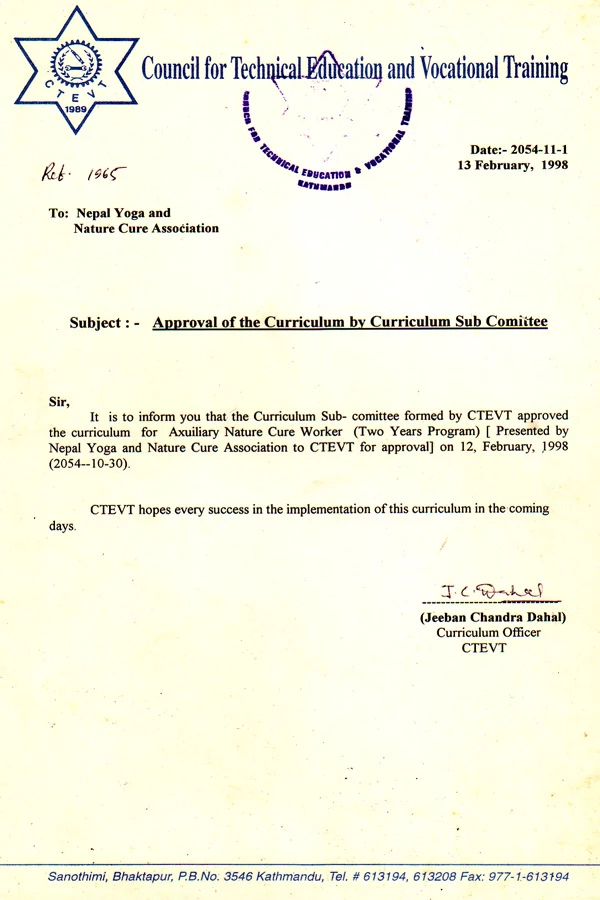 Council for Technical Education and Vocational Training
CTEVT
1989
COUNCIL FOR TECHNICAL EDUCATION & VOCATIONAL TRAINING
KATHMANDU
Date:- 2054-11-1
13 February, 1998
Ref. 1965
To: Nepal Yoga and
Nature Cure Association
Subject : - Approval of the Curriculum by Curriculum Sub Comittee
Sir,
It is to inform you that the Curriculum Sub- comittee formed by CTEVT approved
the curriculum for Axuiliary Nature Cure Worker (Two Years Program) [ Presented by
Nepal Yoga and Nature Cure Association to CTEVT for approval] on 12, February, 1998
(2054--10-30).
CTEVT hopes every success in the implementation of this curriculum in the coming
days.
J.C. Dahal
(Jeeban Chandra Dahal)
Curriculum Officer
CTEVT
Sanothimi, Bhaktapur, P.B.No. 3546 Kathmandu, Tel. # 613194, 613208 Fax: 977-1-613194